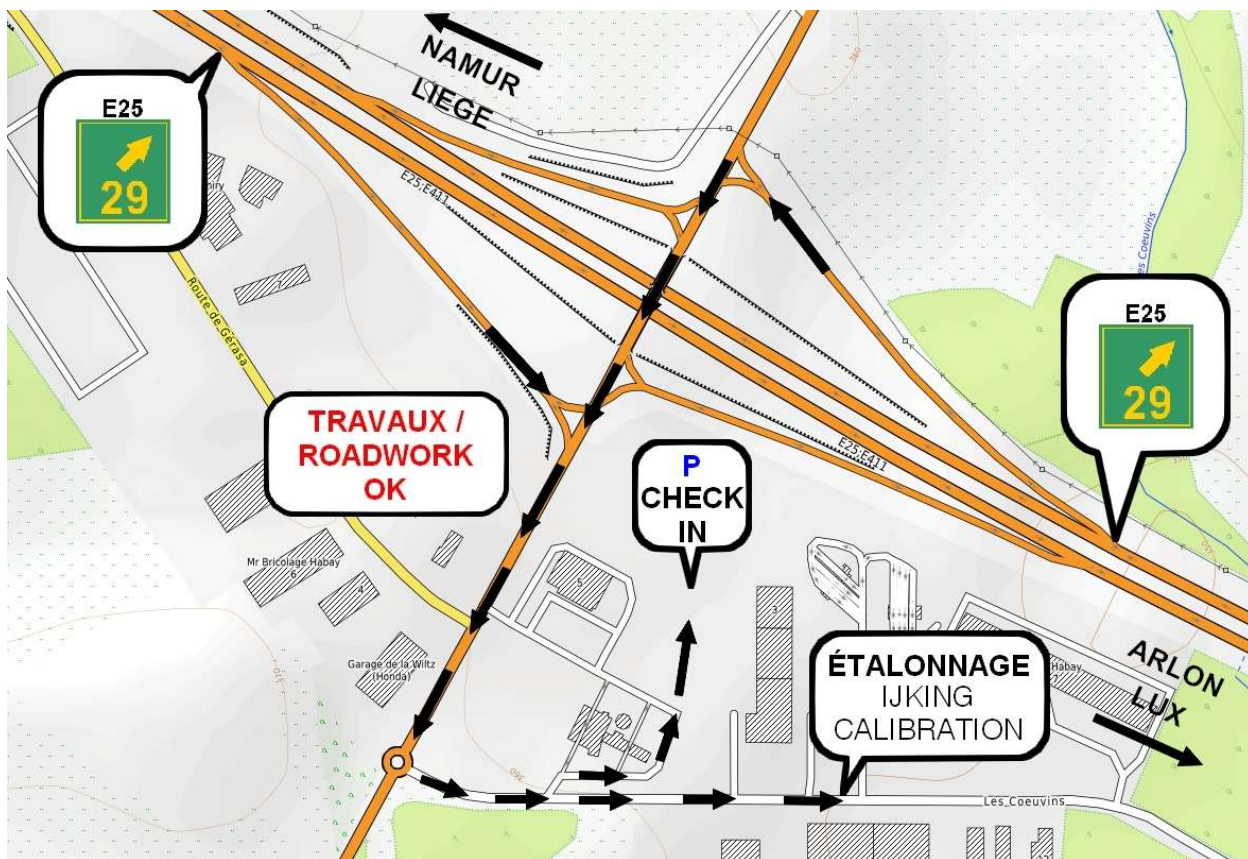 NAMUR
LIEGE
E25
29
E25;E411
Route de Gérasa
Les Coeuvins
E25
29
360
TRAVAUX /
ROADWORK
OK
E25;E411
P
CHECK
IN
Mr Bricolage Habay
6
4
5
3
Garage de la Wiltz
(Honda)
ÉTALONNAGE
IJKING
CALIBRATION
Habay
7
ARLON
LUX
360
Les Coeuvins